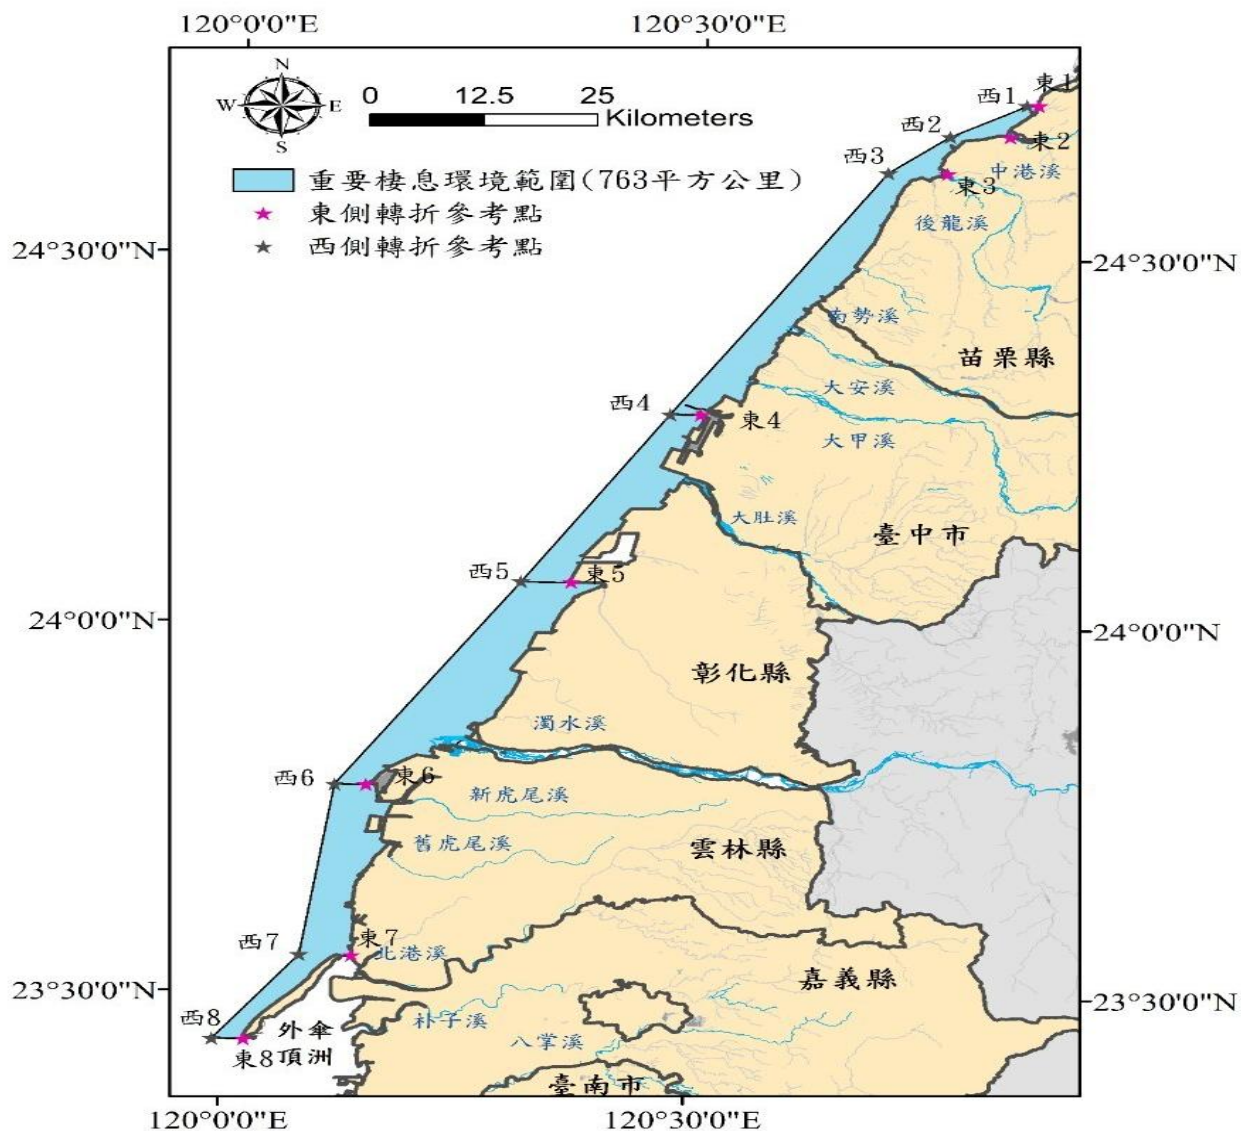 120°0'0"E
120°30'0"E
N
W
E
S
0
12.5
25
Kilometers
重要棲息環境範圍(763平方公里)
東側轉折參考點
西側轉折參考點
東1
西1
西2
東2
西3
東3
中港溪
後龍溪
24°30'0"N
24°30'0"N
南勢溪
苗栗縣
大安溪
西4
東4
大甲溪
大肚溪
臺中市
西5
東5
24°0'0"N
24°0'0"N
彰化縣
濁水溪
西6
東6
新虎尾溪
舊虎尾溪
雲林縣
西7
東7
北港溪
嘉義縣
23°30'0"N
23°30'0"N
西8
東8
外傘
頂洲
朴子溪
八掌溪
臺南市
120°0'0"E
120°30'0"E